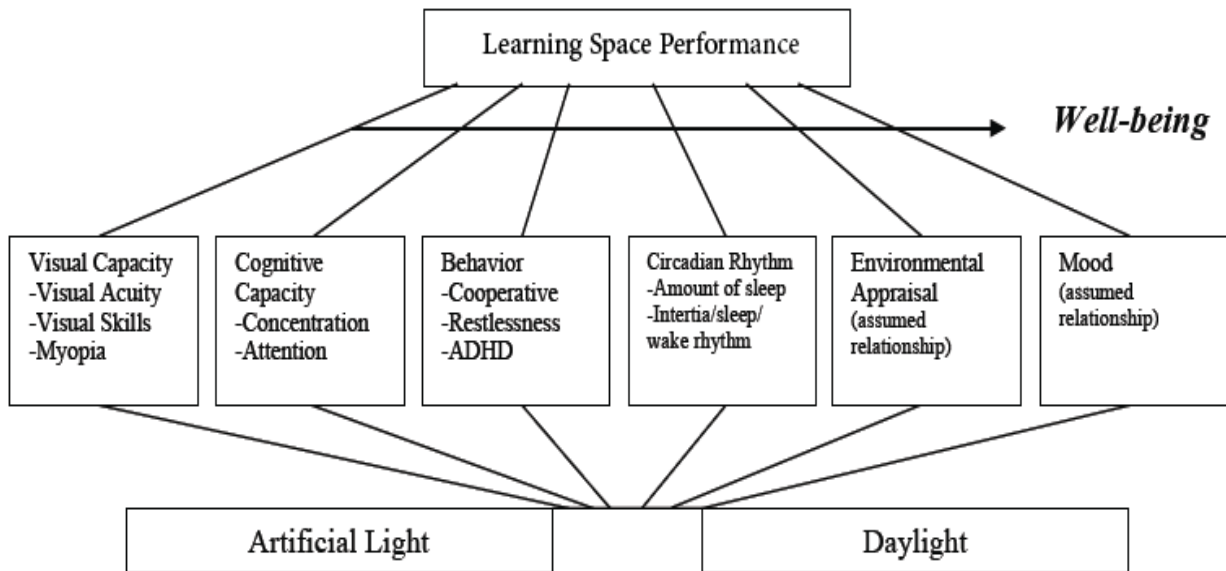 Learning Space Performance
Well-being
Visual Capacity
-Visual Acuity
-Visual Skills
-Myopia
Cognitive
Capacity
-Concentration
-Attention
Behavior
-Cooperative
-Restlessness
-ADHD
Circadian Rhythm
-Amount of sleep
-Intertia/sleep/
wake rhythm
Environmental
Appraisal
(assumed
relationship)
Mood
(assumed
relationship)
Artificial Light
Daylight